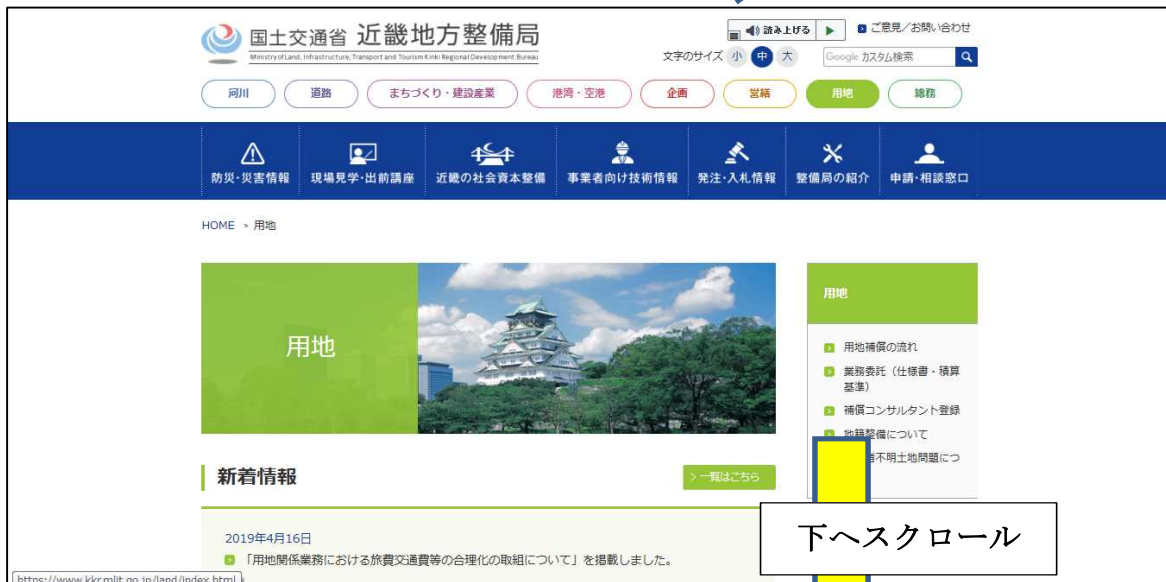 国土交通省 近畿地方整備局
Ministry of Land, Infrastructure, Transport and Tourism Kinki Regional Development Bureau
読み上げる
ご意見／お問い合わせ
文字のサイズ 小 中 大
Google カスタム検索
河川 道路 まちづくり・建設産業 港湾・空港 企画 営繕 用地 総務
防災・災害情報 現場見学・出前講座 近畿の社会資本整備 事業者向け技術情報 発注・入札情報 整備局の紹介 申請・相談窓口
HOME > 用地
用地
用地
用地補償の流れ
業務委託（仕様書・積算
基準）
補償コンサルタント登録
地籍整備について
者不明土地問題につ
新着情報
> 一覧はこちら
2019年4月16日
「用地関係業務における旅費交通費等の合理化の取組について」を掲載しました。
下へスクロール
https://www.kkr.mlit.go.jp/land/index.html